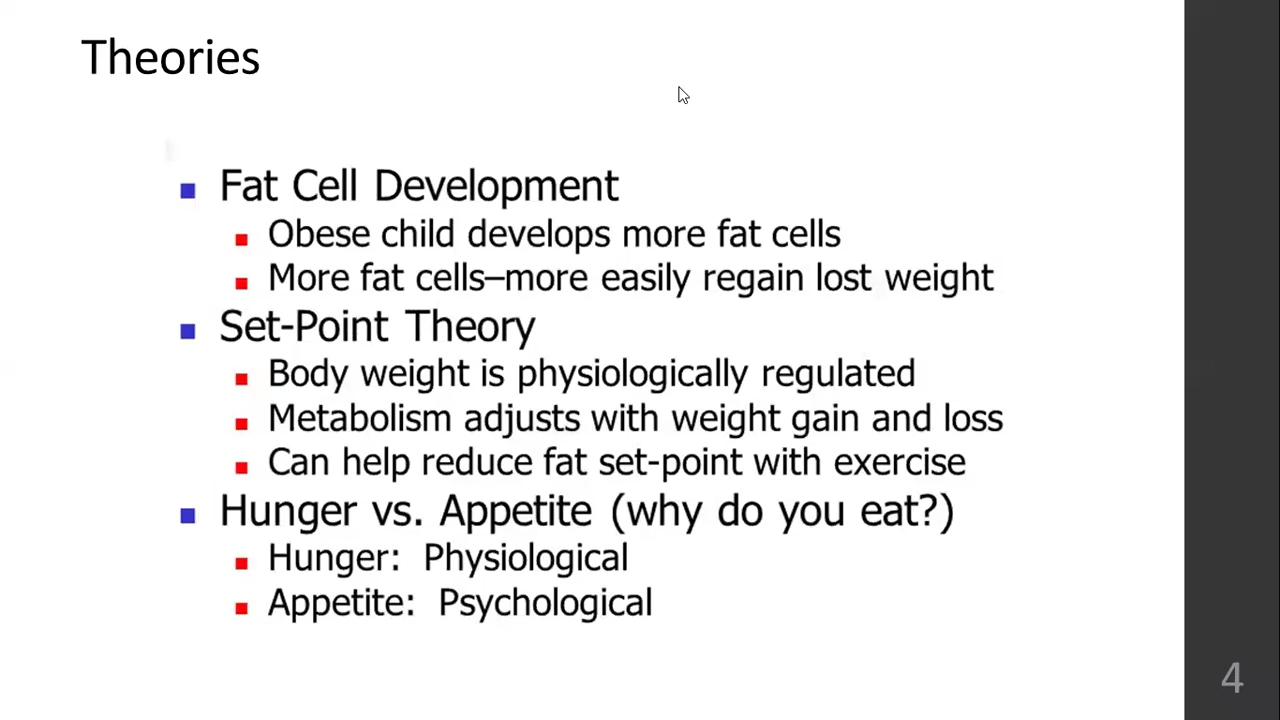 Theories
Fat Cell Development
Obese child develops more fat cells
More fat cells–more easily regain lost weight
Set-Point Theory
Body weight is physiologically regulated
Metabolism adjusts with weight gain and loss
Can help reduce fat set-point with exercise
Hunger vs. Appetite (why do you eat?)
Hunger: Physiological
Appetite: Psychological
4